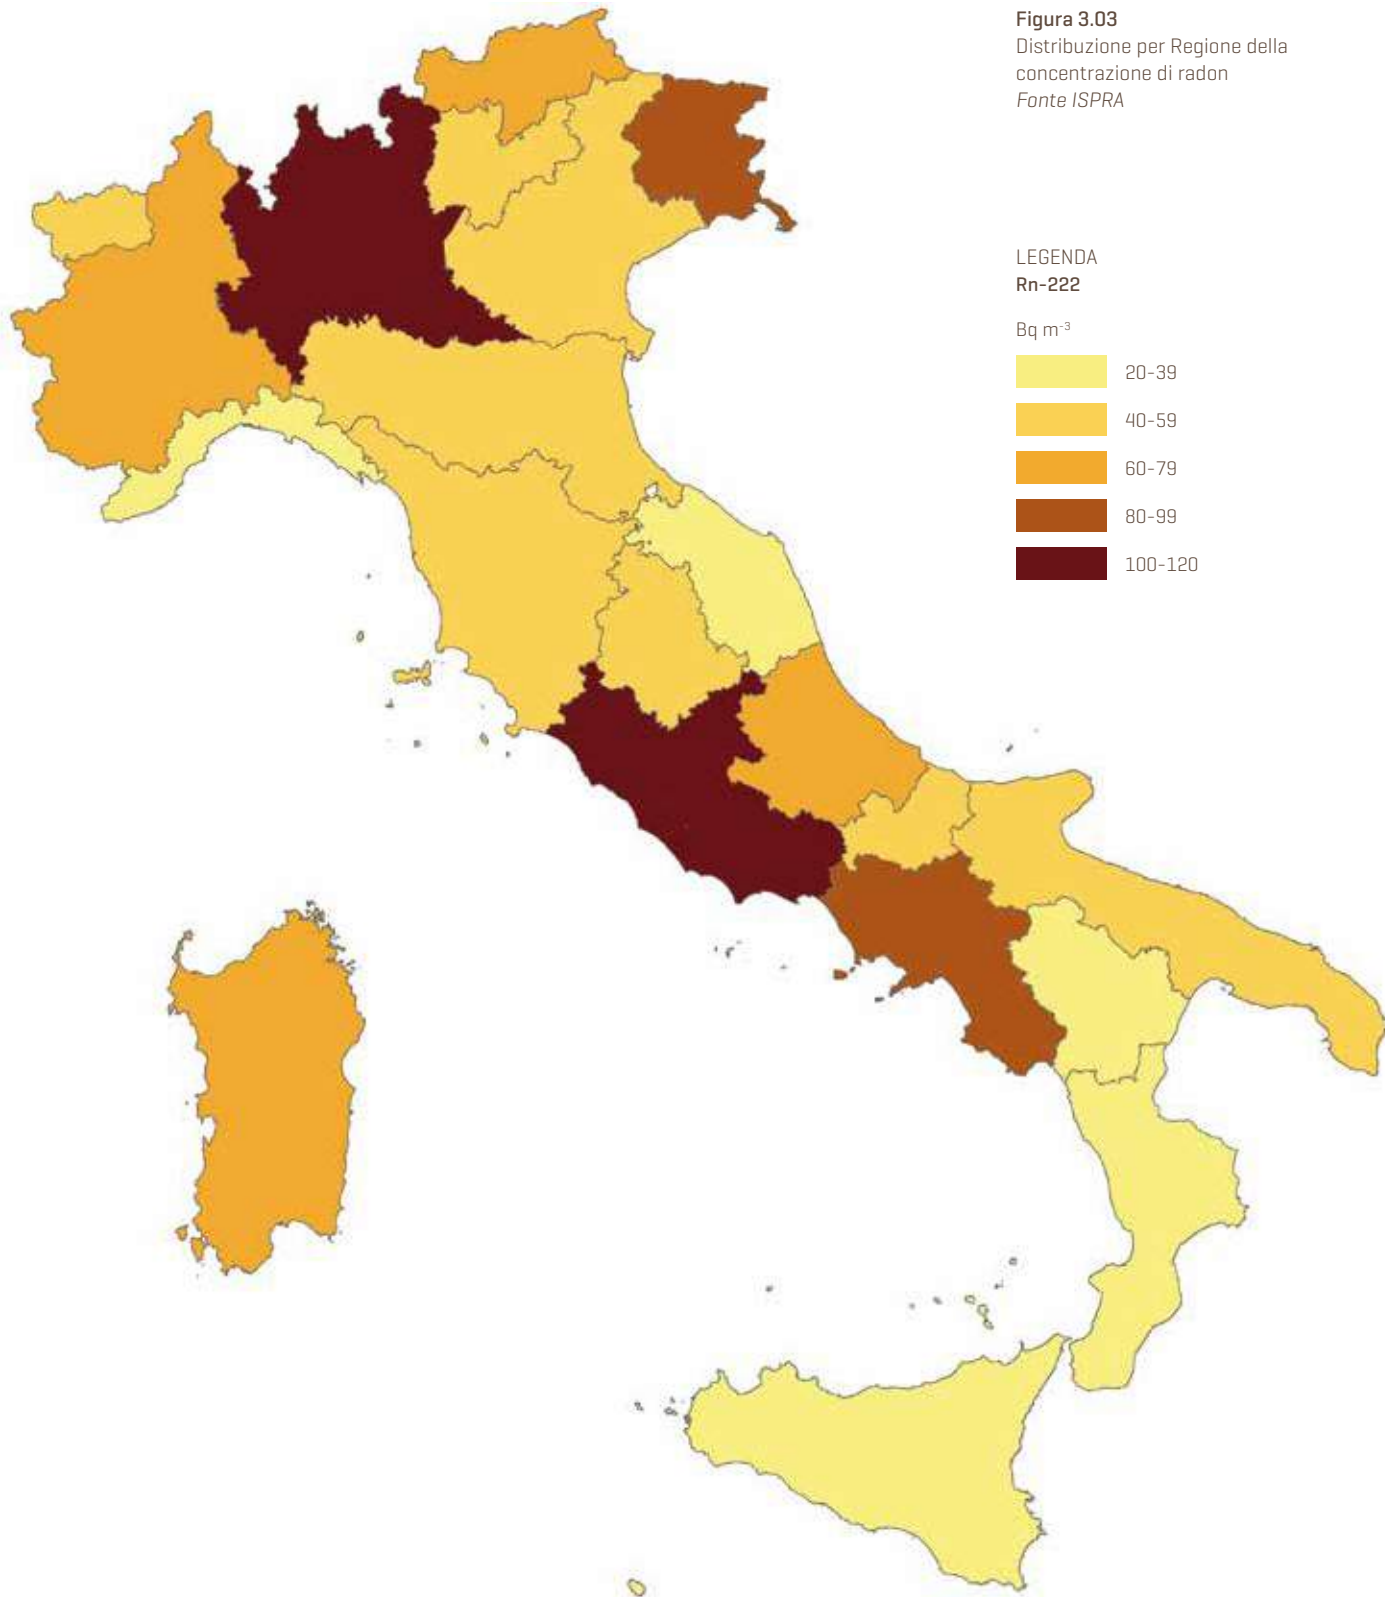 Figura 3.03
Distribuzione per Regione della
concentrazione di radon
Fonte ISPRA
LEGENDA
Rn-222
Bq m⁻³
20-39
40-59
60-79
80-99
100-120